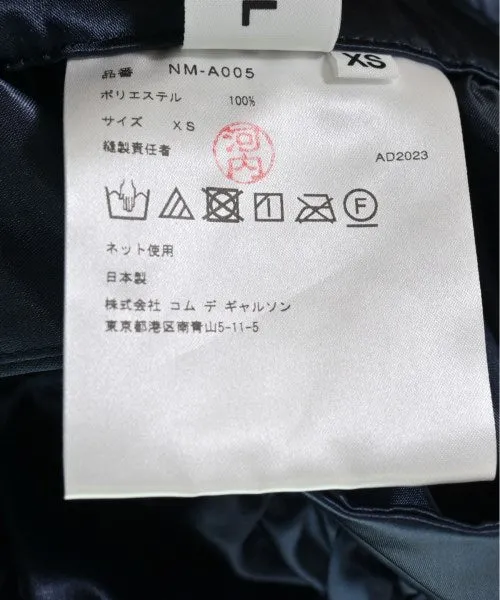 XS
品番 NM-A005
ポリエステル 100%
サイズ XS
縫製責任者 河内
AD2023
F
ネット使用
日本製
株式会社 コム デ ギャルソン
東京都港区南青山5-11-5